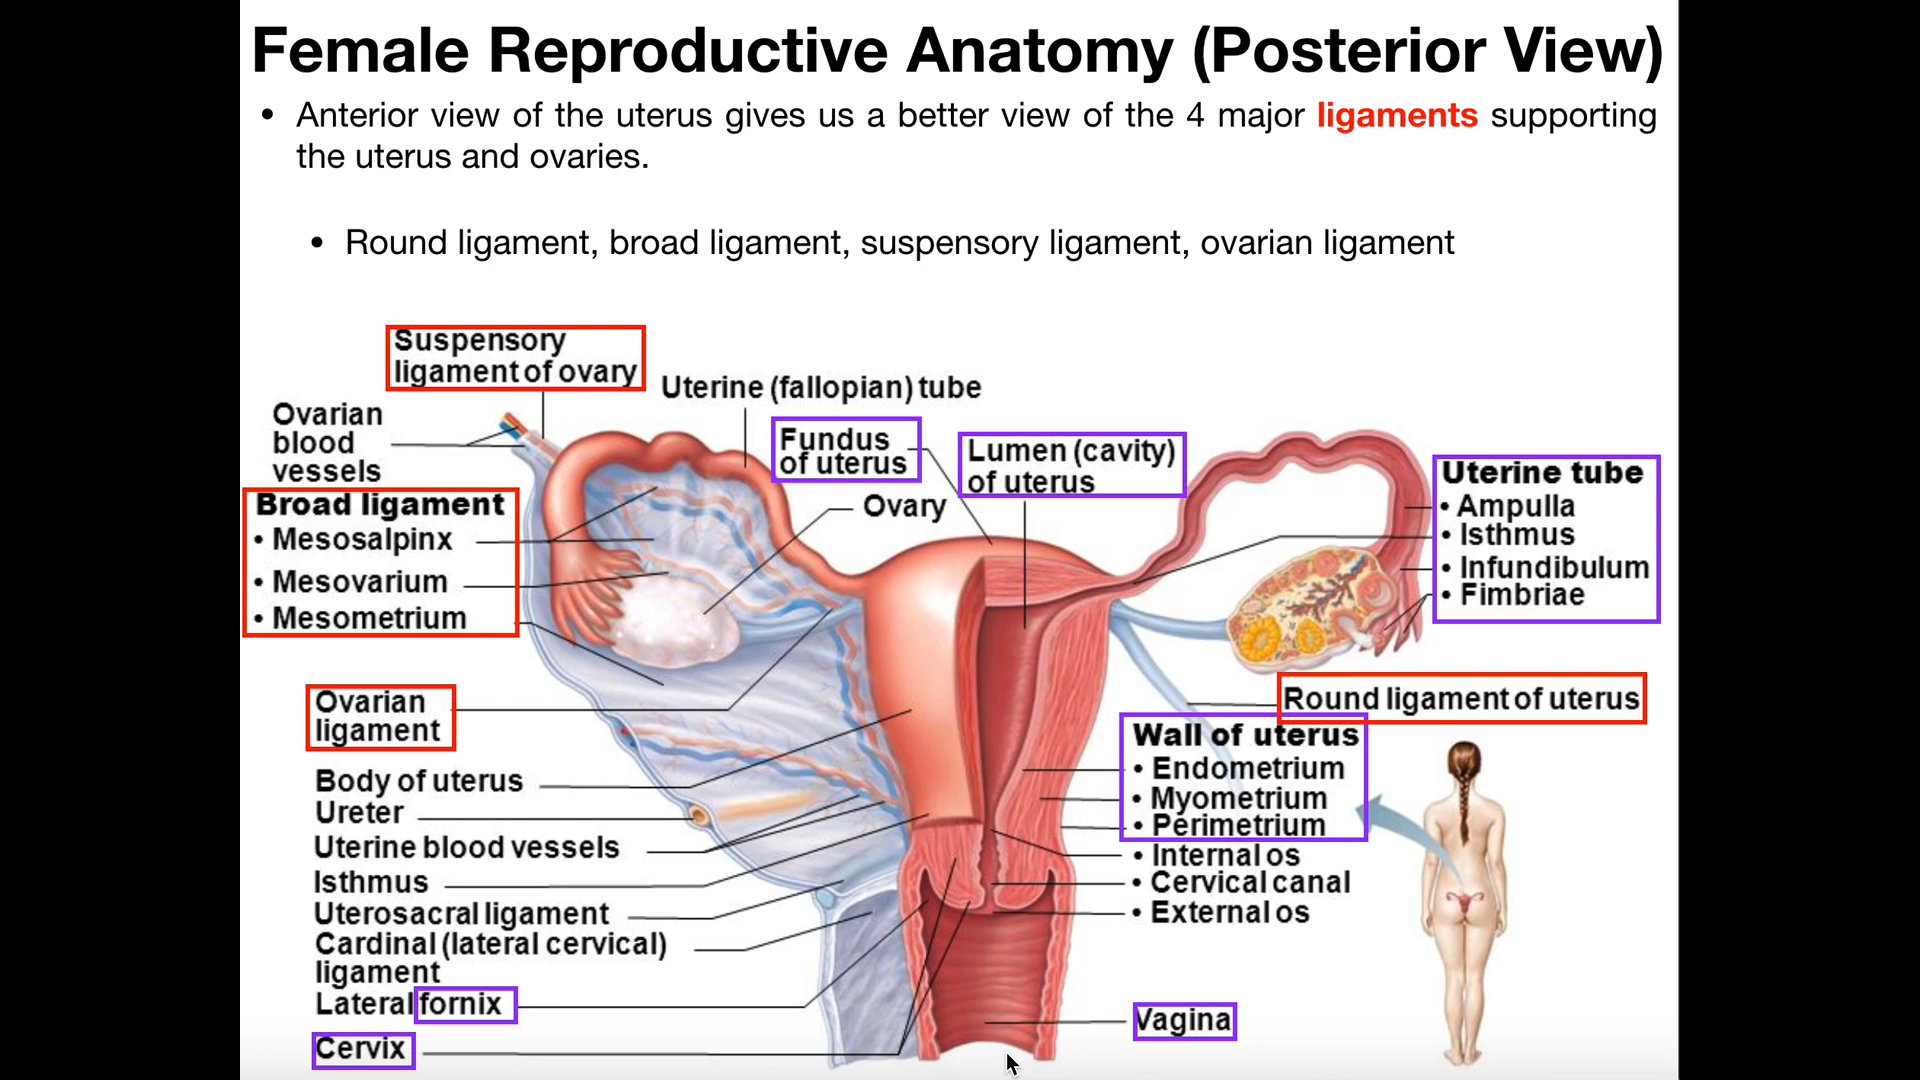 Female Reproductive Anatomy (Posterior View)
• Anterior view of the uterus gives us a better view of the 4 major ligaments supporting
the uterus and ovaries.
• Round ligament, broad ligament, suspensory ligament, ovarian ligament
Suspensory
ligament of ovary
Uterine (fallopian) tube
Ovarian
blood
vessels
Fundus
of uterus
Lumen (cavity)
of uterus
Ovary
Broad ligament
• Mesosalpinx
• Mesovarium
• Mesometrium
Uterine tube
• Ampulla
• Isthmus
• Infundibulum
• Fimbriae
Ovarian
ligament
Round ligament of uterus
Body of uterus
Ureter
Uterine blood vessels
Isthmus
Uterosacral ligament
Cardinal (lateral cervical)
ligament
Lateral fornix
Cervix
Wall of uterus
• Endometrium
• Myometrium
• Perimetrium
• Internal os
• Cervical canal
• External os
Vagina